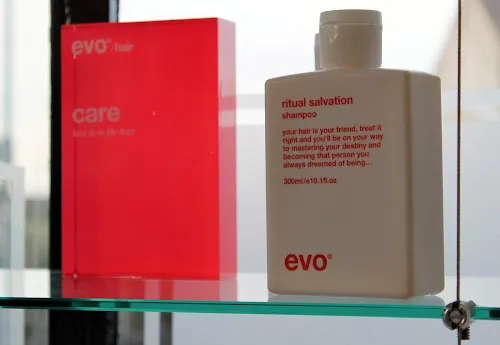 evo® /hair
care
ritual salvation
shampoo
your hair is your friend, treat it
right and you'll be on your way
to mastering your destiny and
becoming that person you
always dreamed of being...
300ml/e10.1fl.oz
evo®